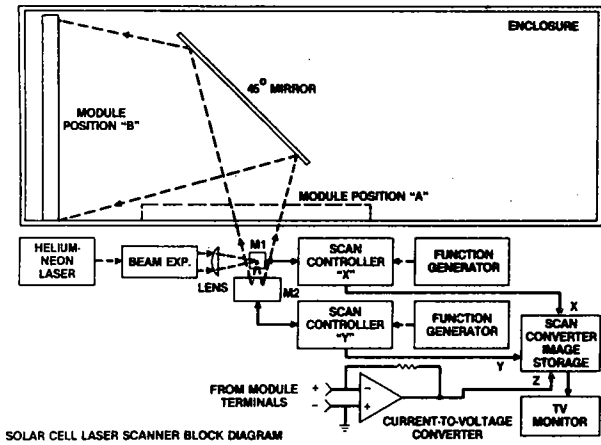 ENCLOSURE
45° MIRROR
MODULE
POSITION "B"
MODULE POSITION "A"
HELIUM-
NEON
LASER
BEAM EXP.
LENS
M1
M2
SCAN
CONTROLLER
"X"
FUNCTION
GENERATOR
SCAN
CONTROLLER
"Y"
FUNCTION
GENERATOR
X
Y
Z
SCAN
CONVERTER
IMAGE
STORAGE
FROM MODULE
TERMINALS
+
−
−
+
CURRENT-TO-VOLTAGE
CONVERTER
TV
MONITOR
SOLAR CELL LASER SCANNER BLOCK DIAGRAM